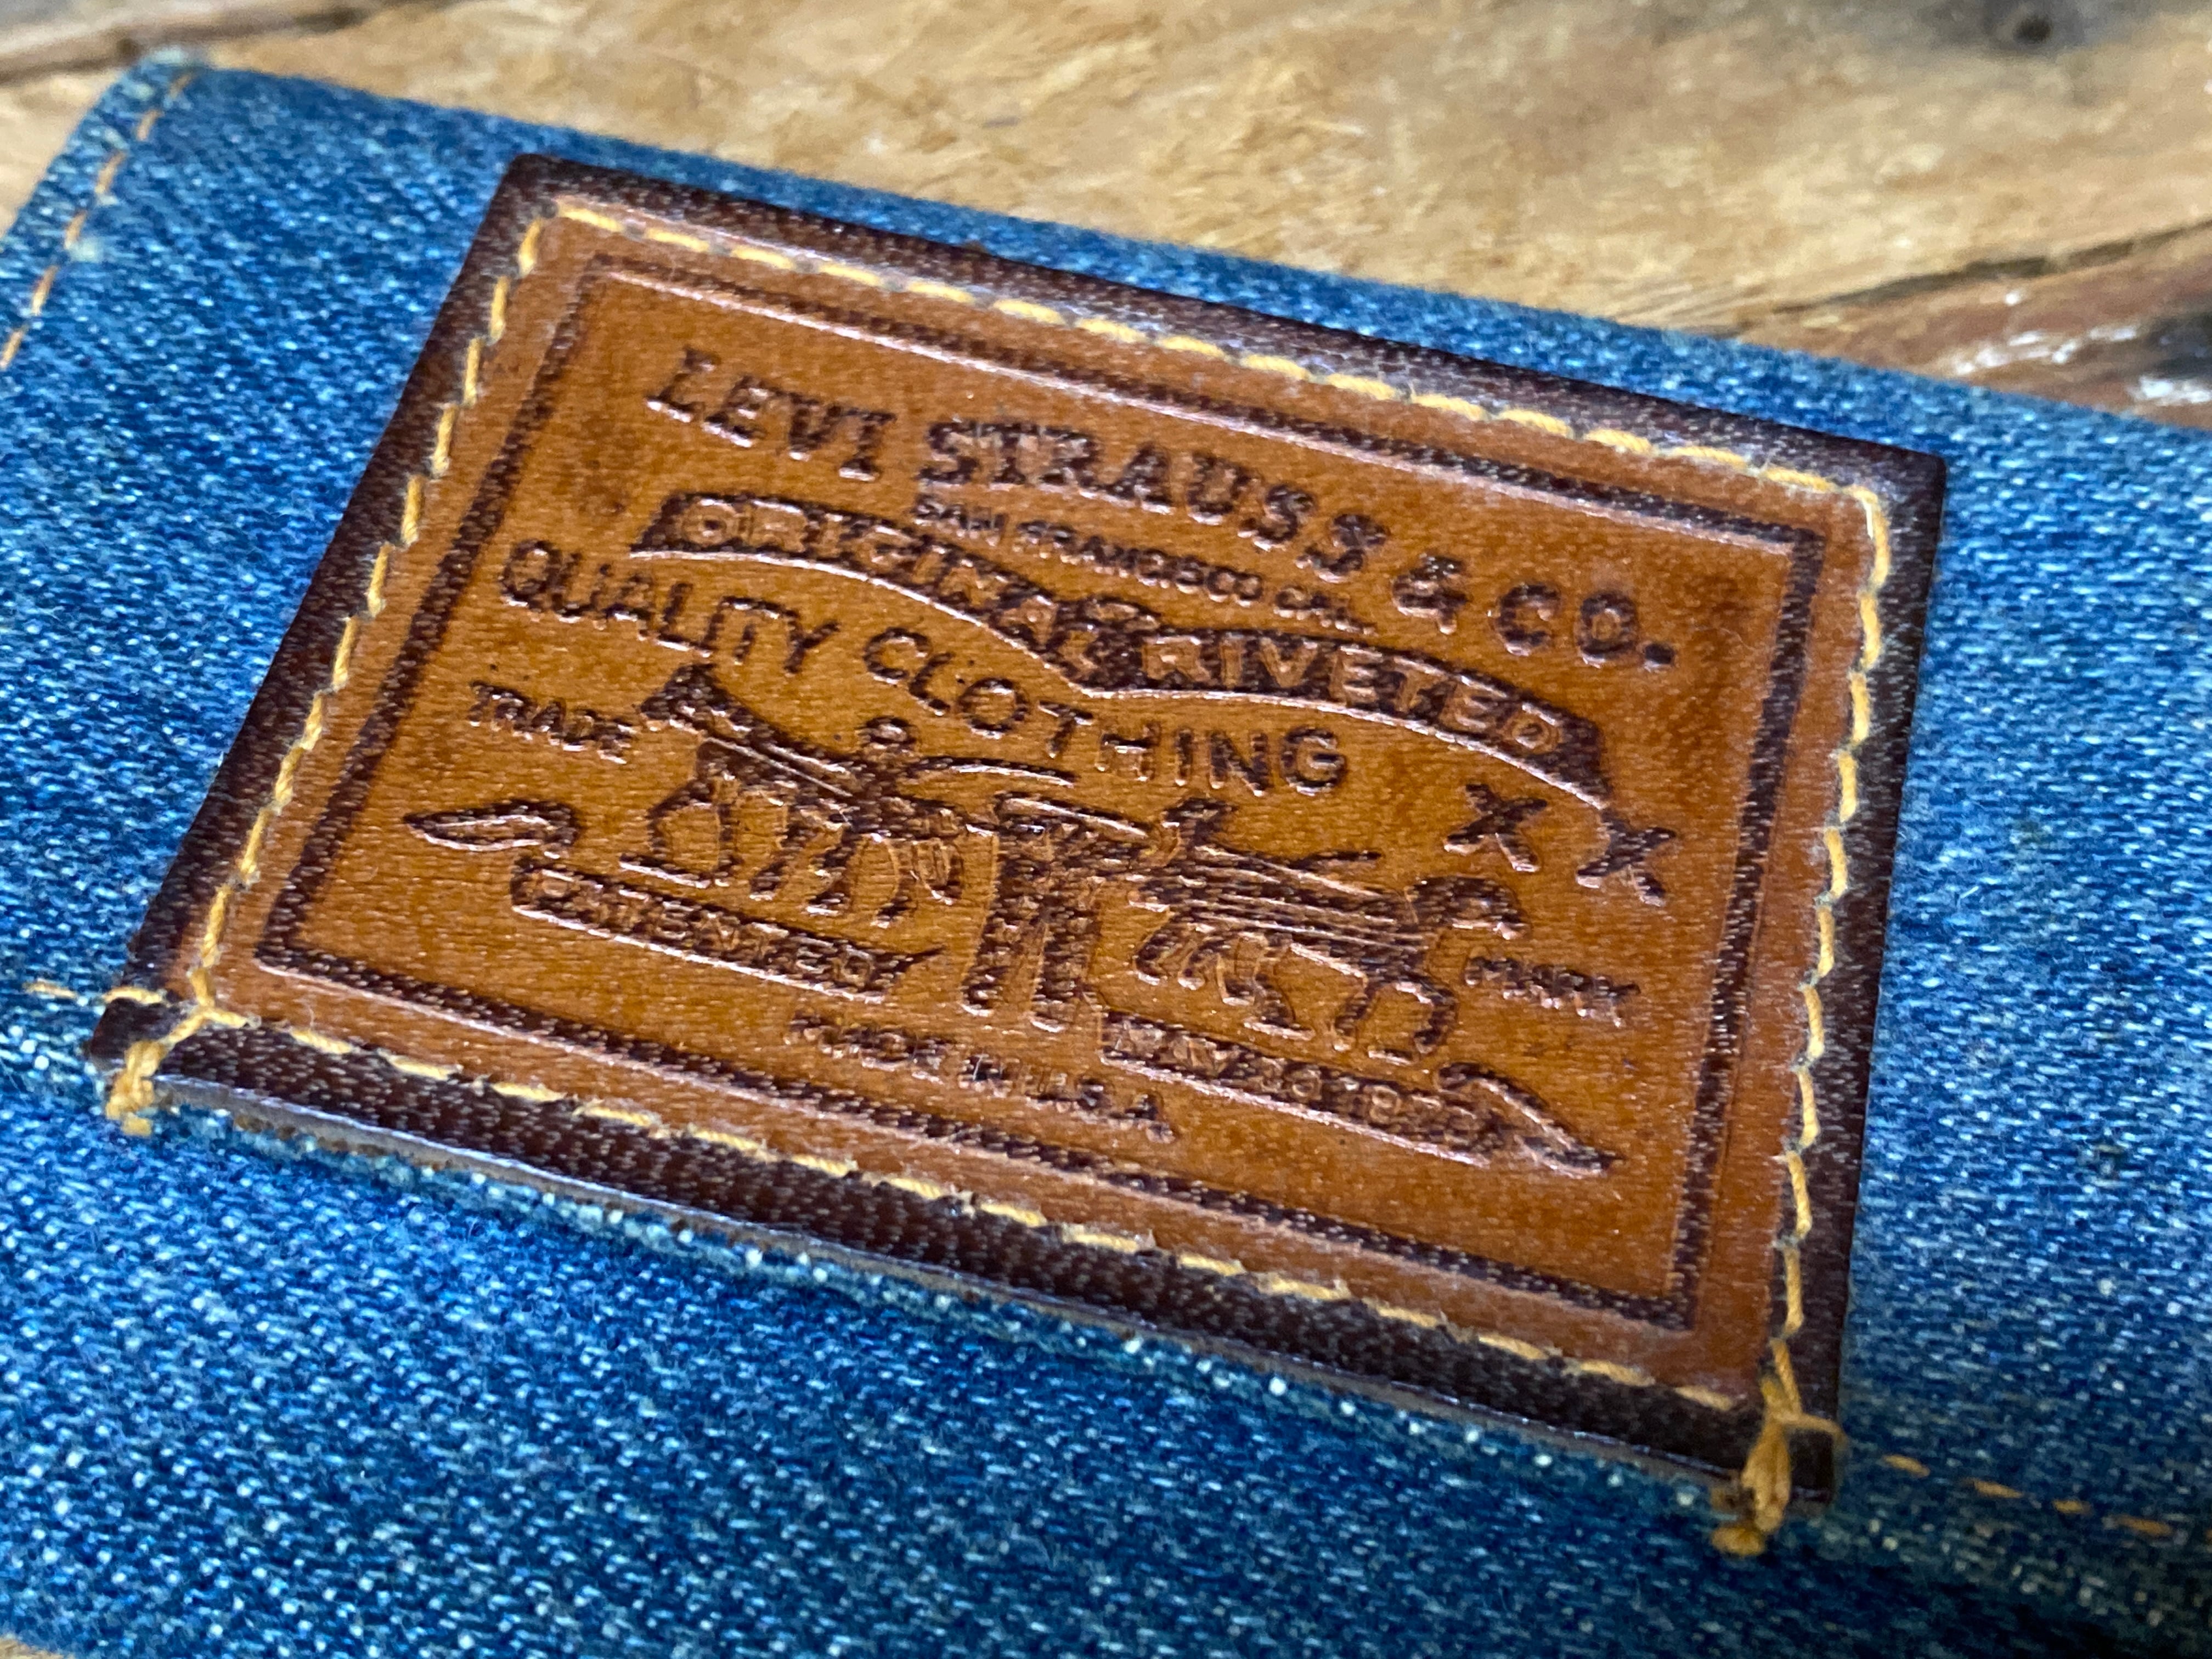 LEVI STRAUSS & CO.
SAN FRANCISCO CAL.
ORIGINAL RIVETED
QUALITY CLOTHING
XX
TRADE MARK
PATENTED MAY 20 1873
MADE IN U.S.A.